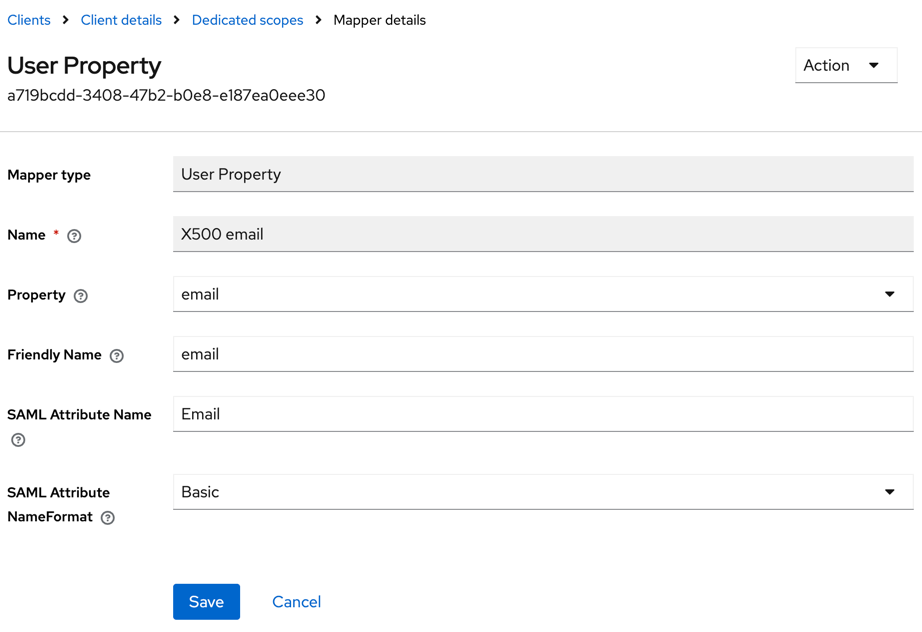 Clients > Client details > Dedicated scopes > Mapper details
User Property
Action
a719bcdd-3408-47b2-b0e8-e187ea0eee30
Mapper type
User Property
Name *
X500 email
Property
email
Friendly Name
email
SAML Attribute Name
Email
SAML Attribute
NameFormat
Basic
Save
Cancel